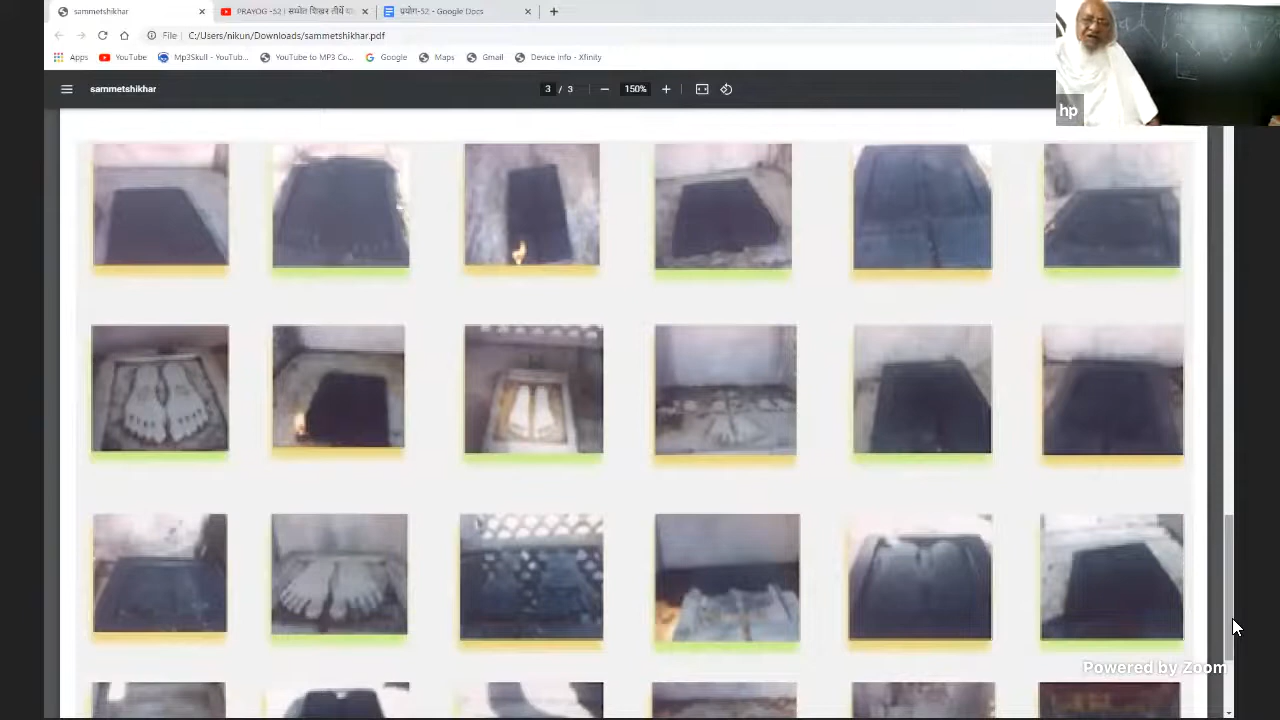 sammetshikhar
PRAYOG -52 | सम्मेत शिखर तीर्थ
प्रयोग-52 - Google Docs
File
C:/Users/nikun/Downloads/sammetshikhar.pdf
Apps
YouTube
Mp3Skull - YouTub...
YouTube to MP3 Co...
Google
Maps
Gmail
Device Info - Xfinity
sammetshikhar
3 / 3
150%
hp
Powered by Zoom